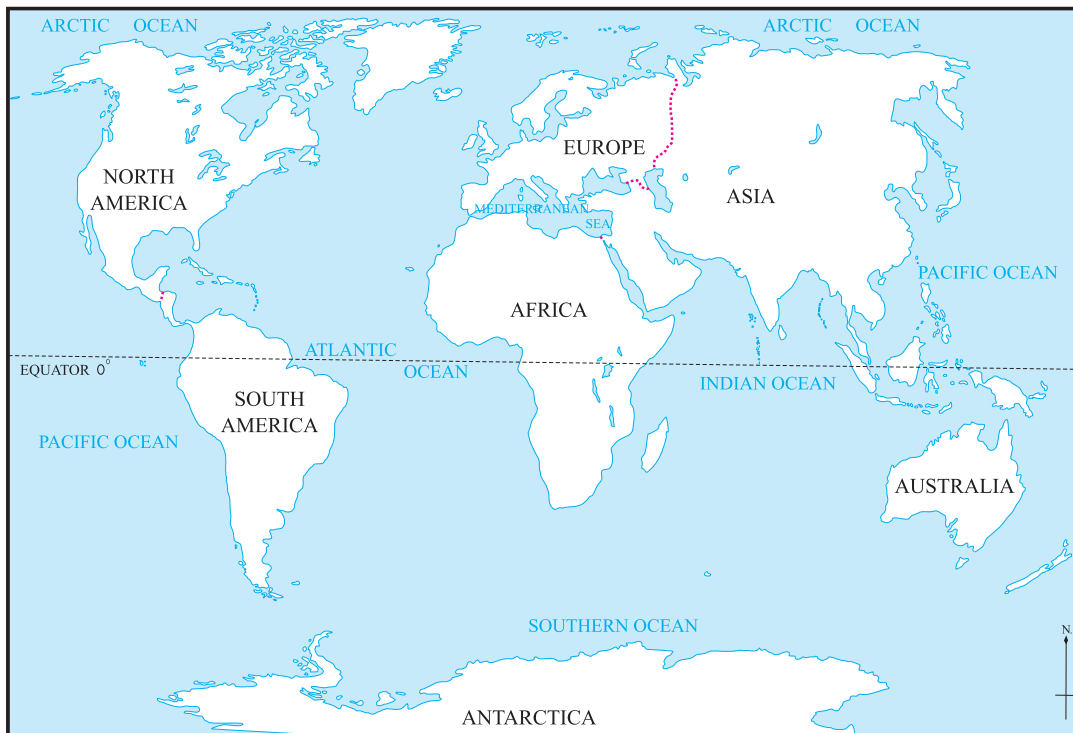 ARCTIC OCEAN
ARCTIC OCEAN
EUROPE
NORTH
AMERICA
ASIA
MEDITERRANEAN
SEA
PACIFIC OCEAN
AFRICA
ATLANTIC
OCEAN
EQUATOR 0°
INDIAN OCEAN
SOUTH
AMERICA
PACIFIC OCEAN
AUSTRALIA
SOUTHERN OCEAN
N
ANTARCTICA